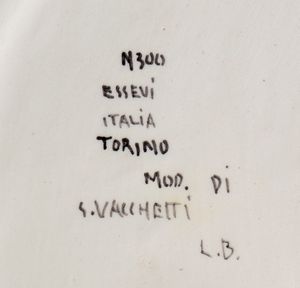 N300
ESSEVI
ITALIA
TORINO
MOD. DI
S. VACCHETTI
L.B.